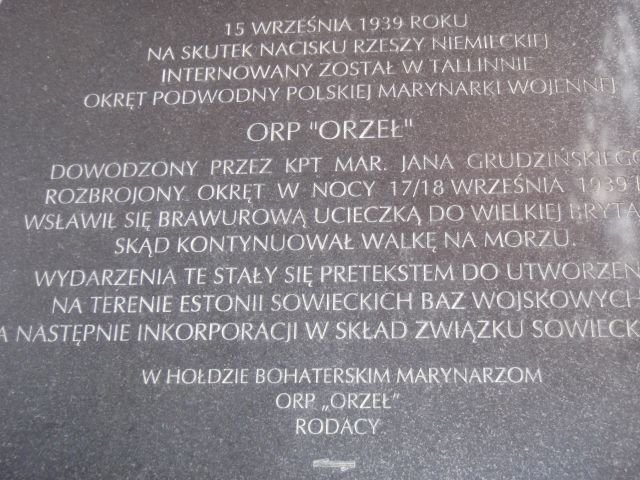 15 WRZEŚNIA 1939 ROKU
NA SKUTEK NACISKU RZESZY NIEMIECKIEJ
INTERNOWANY ZOSTAŁ W TALLINNIE
OKRĘT PODWODNY POLSKIEJ MARYNARKI WOJENNEJ
ORP "ORZEŁ"
DOWODZONY PRZEZ KPT MAR. JANA GRUDZIŃSKIEGO
ROZBROJONY OKRĘT W NOCY 17/18 WRZEŚNIA 1939
WSŁAWIŁ SIĘ BRAWUROWĄ UCIECZKĄ DO WIELKIEJ BRYTA
SKĄD KONTYNUOWAŁ WALKĘ NA MORZU.
WYDARZENIA TE STAŁY SIĘ PRETEKSTEM DO UTWORZEN
NA TERENIE ESTONII SOWIECKICH BAZ WOJSKOWYCH
A NASTĘPNIE INKORPORACJI W SKŁAD ZWIĄZKU SOWIECK
W HOŁDZIE BOHATERSKIM MARYNARZOM
ORP „ORZEŁ"
RODACY